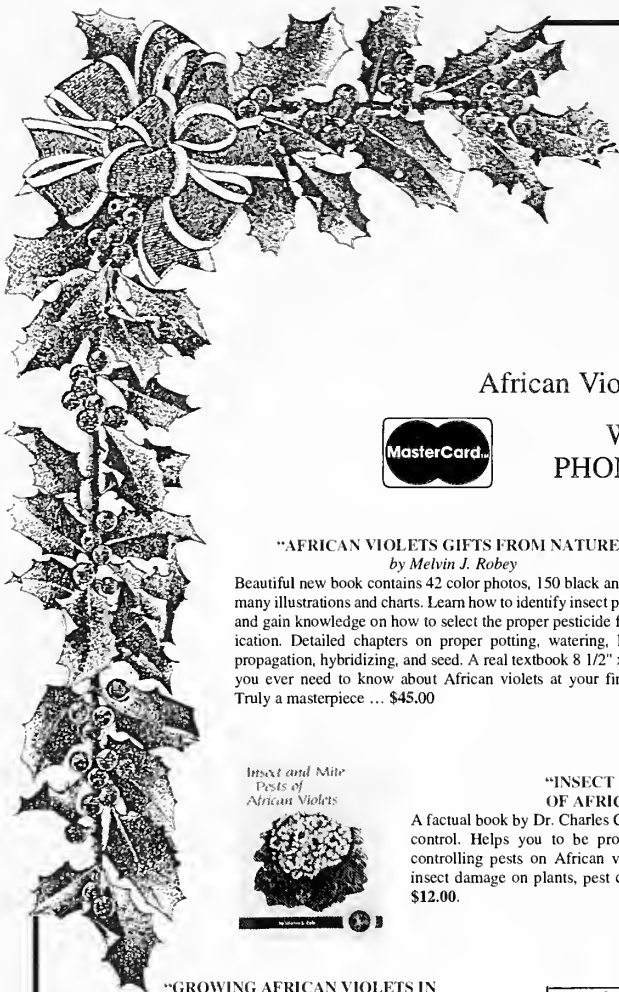 African Vio
MasterCard
PHON
“AFRICAN VIOLETS GIFTS FROM NATURE
by Melvin J. Robey
Beautiful new book contains 42 color photos, 150 black an
many illustrations and charts. Learn how to identify insect p
and gain knowledge on how to select the proper pesticide f
ication. Detailed chapters on proper potting, watering, l
propagation, hybridizing, and seed. A real textbook 8 1/2" x
you ever need to know about African violets at your fin
Truly a masterpiece ... $45.00
Insect and Mite
Pests of
African Violets
“INSECT
OF AFRIC
A factual book by Dr. Charles C
control. Helps you to be pro
controlling pests on African v
insect damage on plants, pest c
$12.00.
“GROWING AFRICAN VIOLETS IN